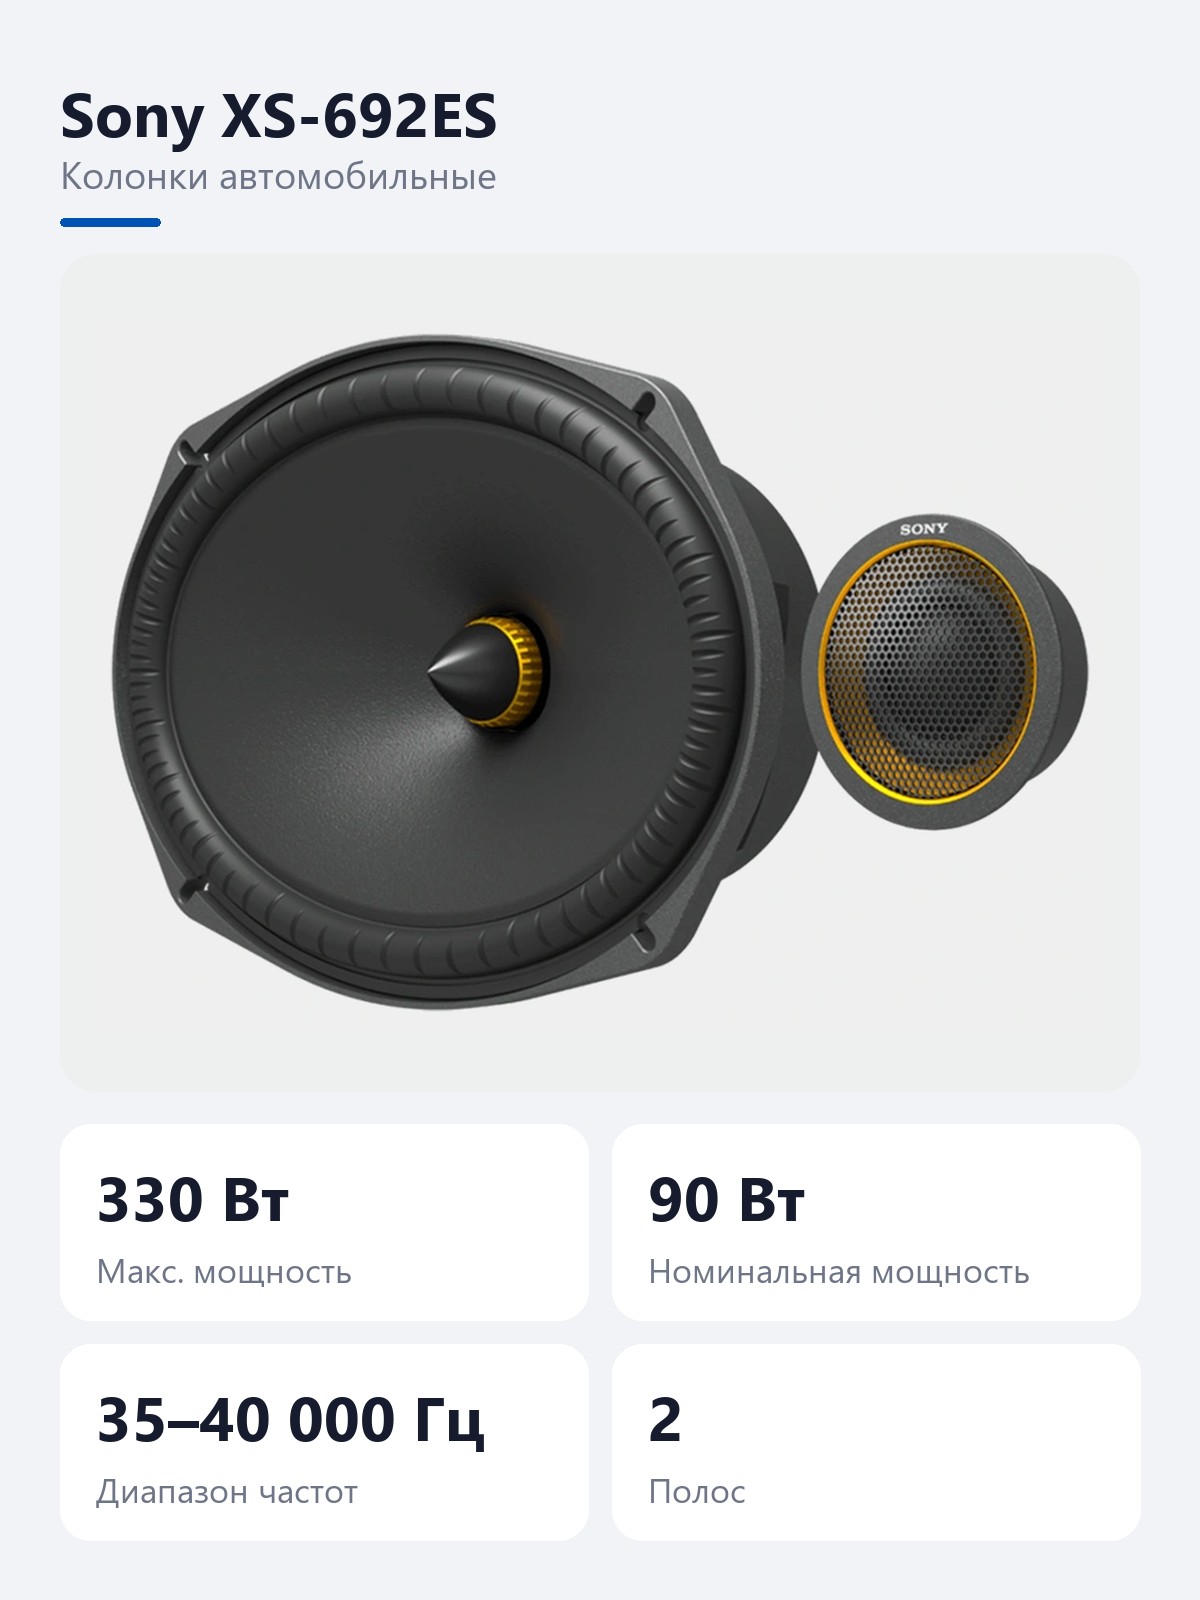 Sony XS-692ES
Колонки автомобильные
SONY
330 Вт
Макс. мощность
90 Вт
Номинальная мощность
35–40 000 Гц
Диапазон частот
2
Полос